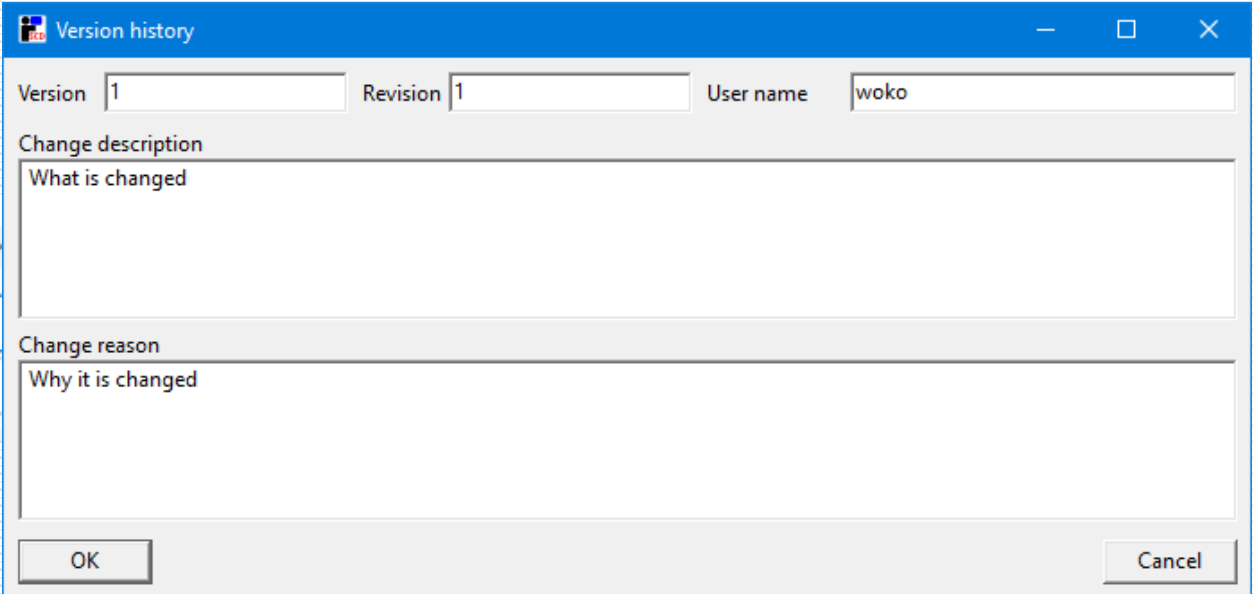 Version history
Version 1 Revision 1 User name woko
Change description
What is changed
Change reason
Why it is changed
OK Cancel